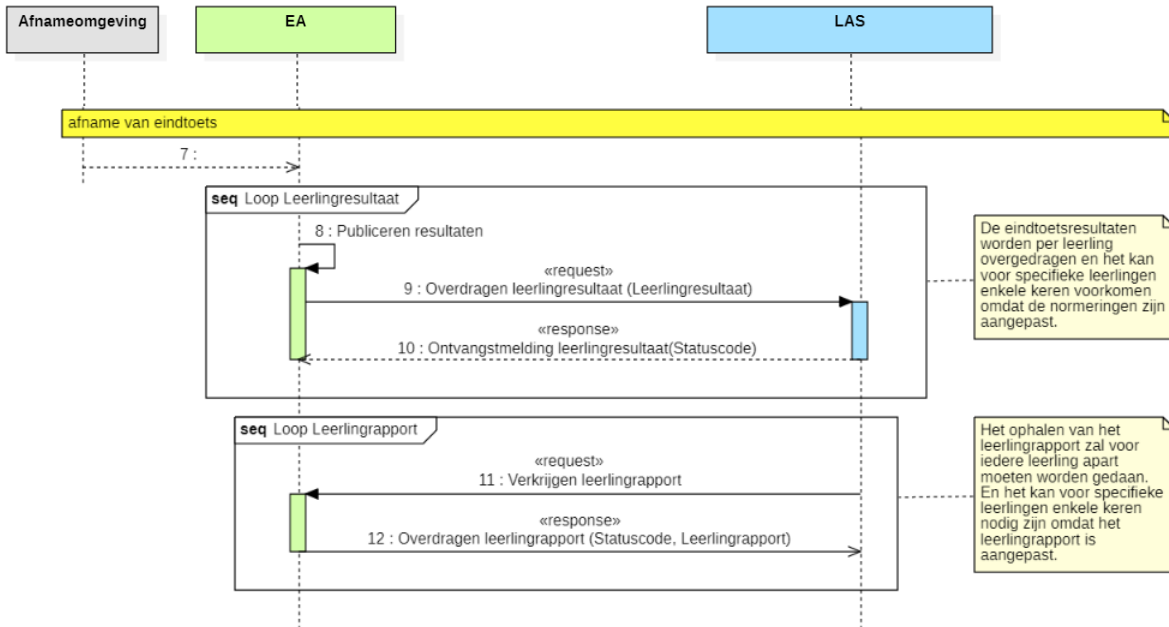 Afnameomgeving
EA
LAS
afname van eindtoets
7 :
seq Loop Leerlingresultaat
8 : Publiceren resultaten
«request»
9 : Overdragen leerlingresultaat (Leerlingresultaat)
«response»
10 : Ontvangstmelding leerlingresultaat(Statuscode)
De eindtoetsresultaten
worden per leerling
overgedragen en het kan
voor specifieke leerlingen
enkele keren voorkomen
omdat de normeringen zijn
aangepast.
seq Loop Leerlingrapport
«request»
11 : Verkrijgen leerlingrapport
«response»
12 : Overdragen leerlingrapport (Statuscode, Leerlingrapport)
Het ophalen van het
leerlingrapport zal voor
iedere leerling apart
moeten worden gedaan.
En het kan voor specifieke
leerlingen enkele keren
nodig zijn omdat het
leerlingrapport is
aangepast.